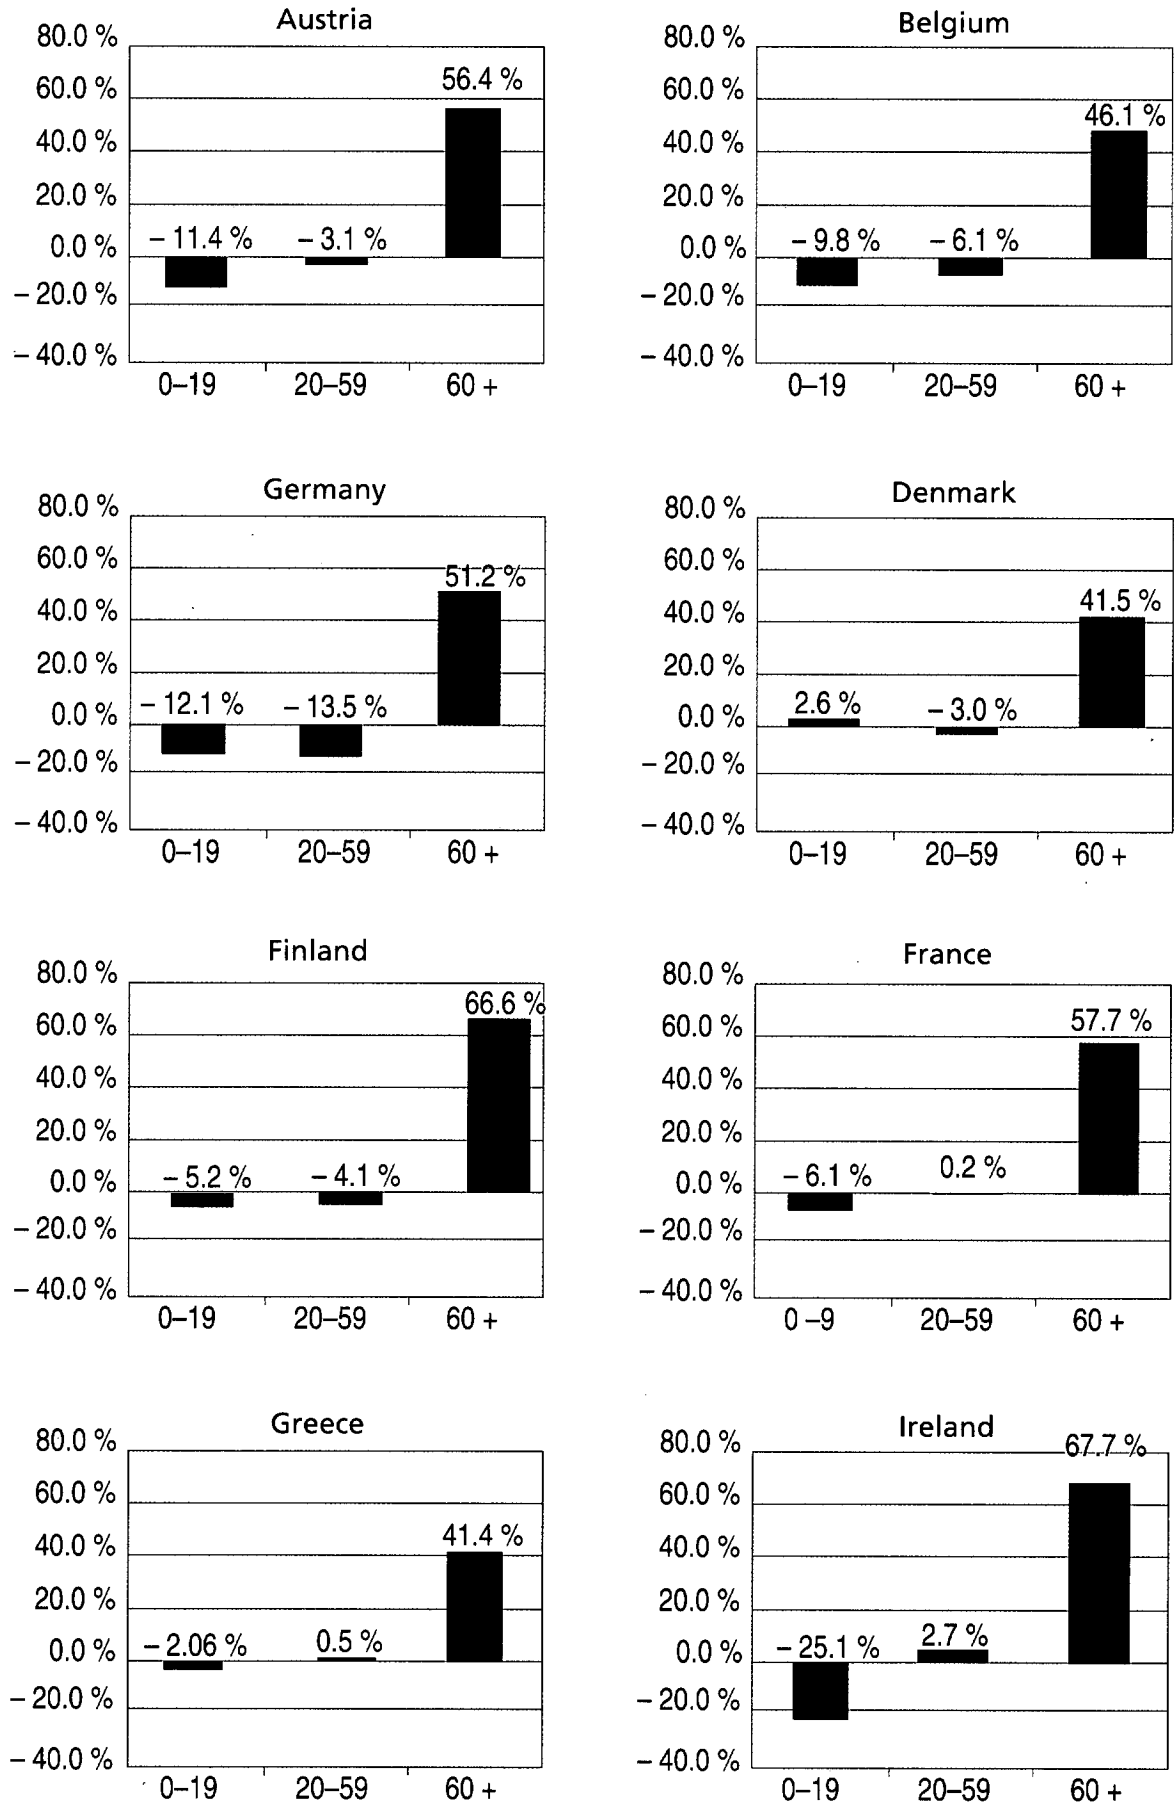 Austria
80.0 %
60.0 %
40.0 %
20.0 %
0.0 %
– 20.0 %
– 40.0 %
56.4 %
– 11.4 %
– 3.1 %
0–19
20–59
60 +
Belgium
80.0 %
60.0 %
40.0 %
20.0 %
0.0 %
– 20.0 %
– 40.0 %
46.1 %
– 9.8 %
– 6.1 %
0–19
20–59
60 +
Germany
80.0 %
60.0 %
40.0 %
20.0 %
0.0 %
– 20.0 %
– 40.0 %
51.2 %
– 12.1 %
– 13.5 %
0–19
20–59
60 +
Denmark
80.0 %
60.0 %
40.0 %
20.0 %
0.0 %
– 20.0 %
– 40.0 %
41.5 %
2.6 %
– 3.0 %
0–19
20–59
60 +
Finland
80.0 %
60.0 %
40.0 %
20.0 %
0.0 %
– 20.0 %
– 40.0 %
66.6 %
– 5.2 %
– 4.1 %
0–19
20–59
60 +
France
80.0 %
60.0 %
40.0 %
20.0 %
0.0 %
– 20.0 %
– 40.0 %
57.7 %
– 6.1 %
0.2 %
0 –9
20–59
60 +
Greece
80.0 %
60.0 %
40.0 %
20.0 %
0.0 %
– 20.0 %
– 40.0 %
41.4 %
– 2.06 %
0.5 %
0–19
20–59
60 +
Ireland
80.0 %
60.0 %
40.0 %
20.0 %
0.0 %
– 20.0 %
– 40.0 %
67.7 %
– 25.1 %
2.7 %
0–19
20–59
60 +